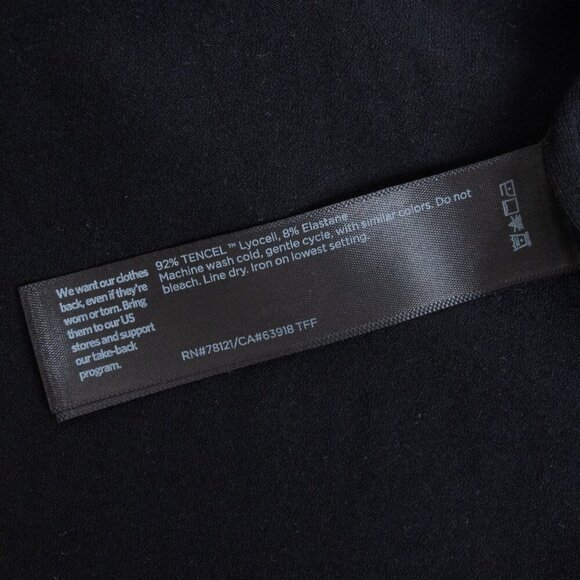 We want our clothes
back, even if they're
worn or torn. Bring
them to our US
stores and support
our take-back
program.
92% TENCEL™ Lyocell, 8% Elastane
Machine wash cold, gentle cycle, with similar colors. Do not
bleach. Line dry. Iron on lowest setting.
RN#78121/CA#63918 TFF